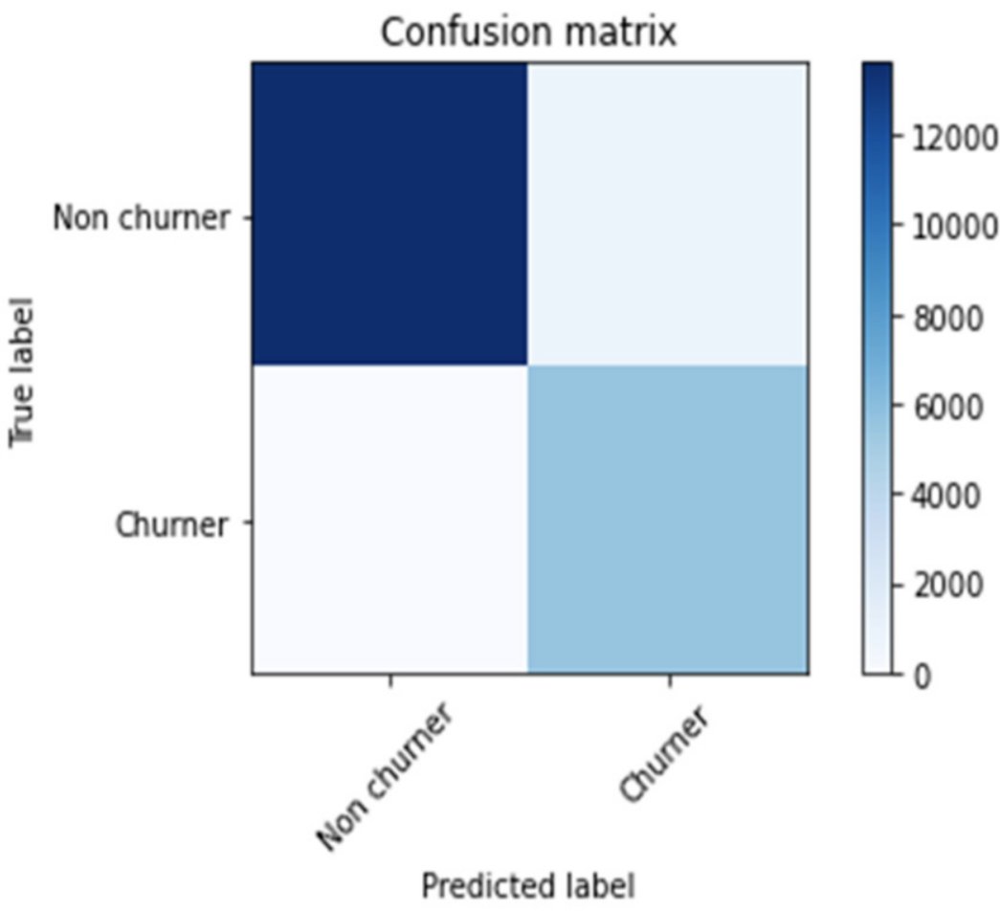 Confusion matrix
True label
Non churner
Churner
Non churner
Churner
Predicted label
12000
10000
8000
6000
4000
2000
0